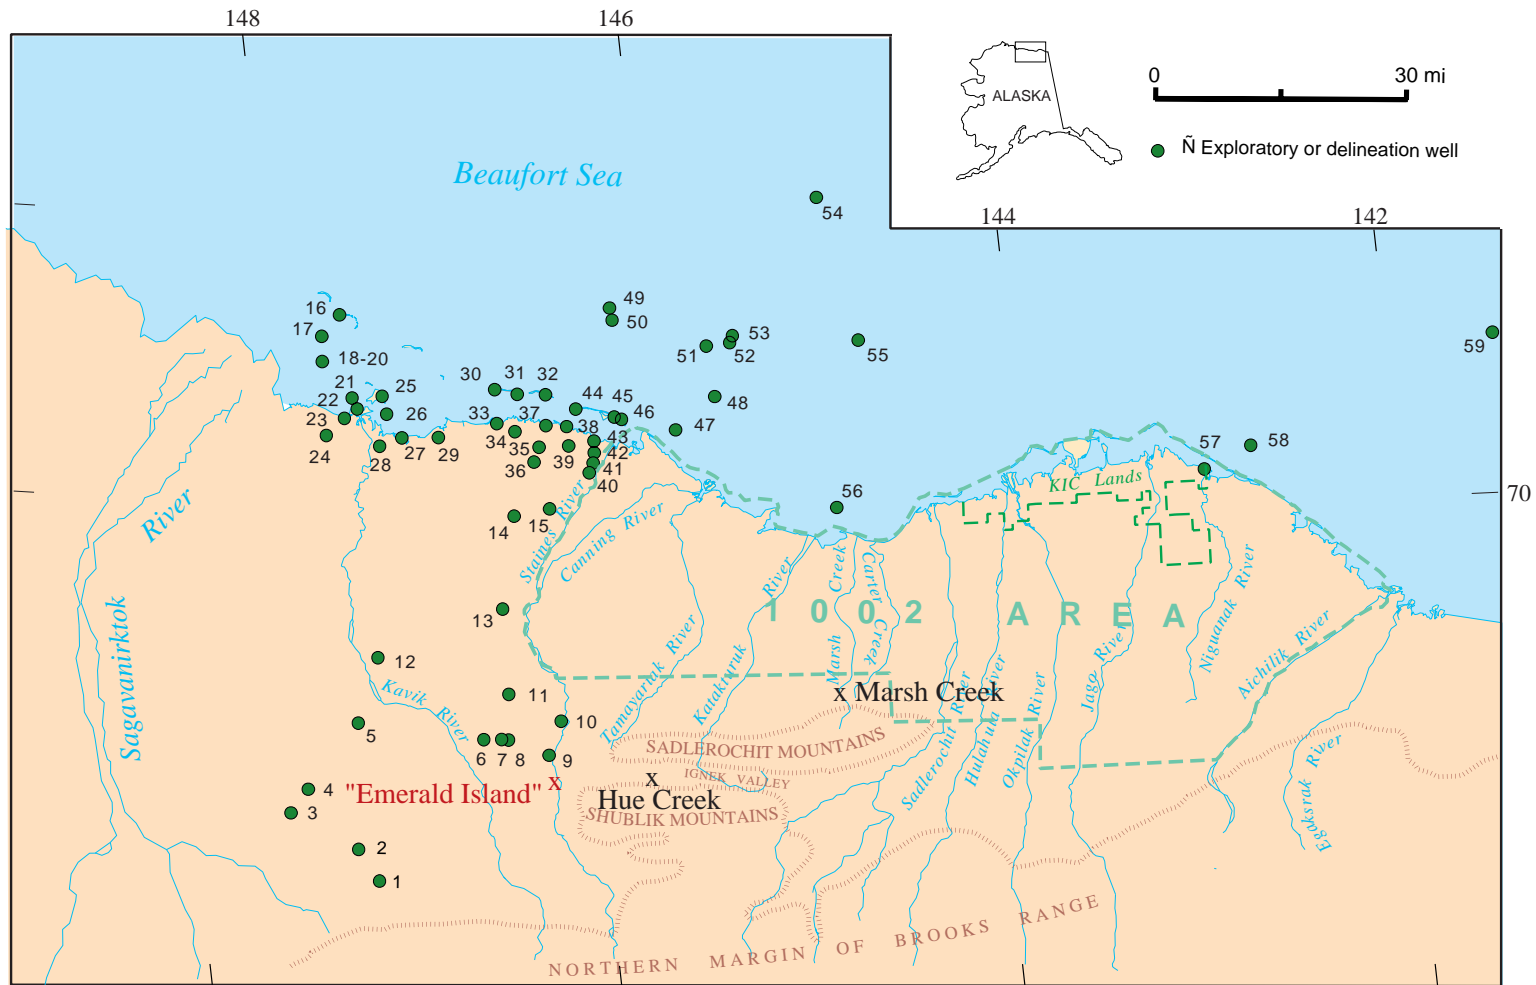 148
146
ALASKA
0
30 mi
Ñ Exploratory or delineation well
Beaufort Sea
54
144
142
49
50
16
17
18-20
53
52
51
55
59
30
31
32
21
22
23
24
25
26
27
28
29
33
34
35
36
37
38
39
44
45
46
43
42
41
40
47
48
57
58
56
KIC Lands
70
14
15
River
Sagavanirktok
Staines River
Canning River
13
12
11
10
Kavik River
5
6
7
8
9
Tamayariak River
Katakturuk River
Marsh Creek
Carter Creek
1002 AREA
Sadlerochit River
Hulahula River
Okpilak River
Jago River
Niguanak River
Aichilik River
Egaksrak River
x Marsh Creek
SADLEROCHIT MOUNTAINS
IGNEK VALLEY
4
"Emerald Island" x
x
Hue Creek
3
SHUBLIK MOUNTAINS
2
1
NORTHERN MARGIN OF BROOKS RANGE